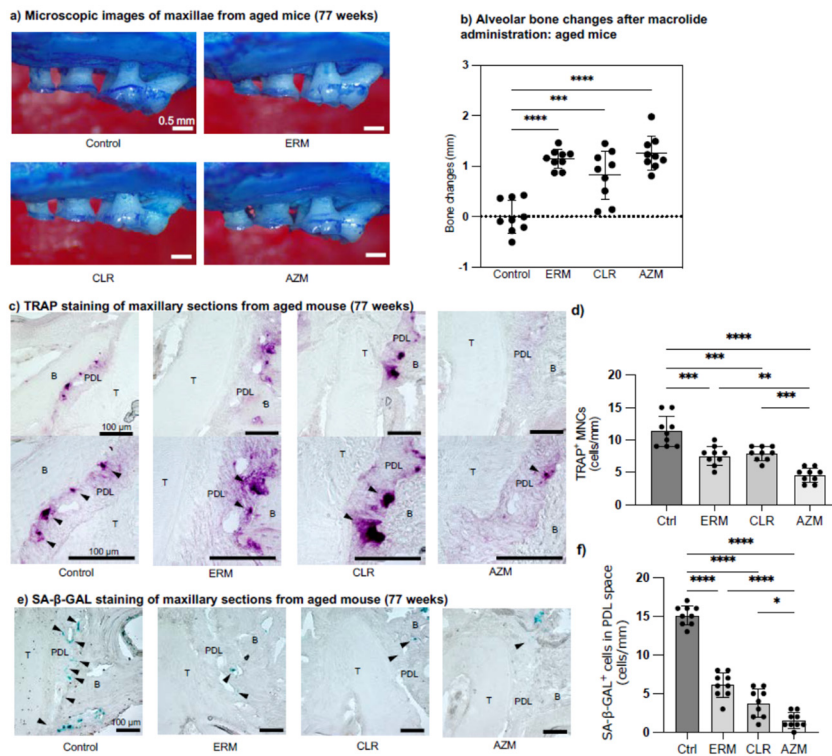 a) Microscopic images of maxillae from aged mice (77 weeks)
0.5 mm
Control
ERM
CLR
AZM
b) Alveolar bone changes after macrolide
administration: aged mice
Bone changes (mm)
3
2
1
0
-1
****
***
****
Control
ERM
CLR
AZM
c) TRAP staining of maxillary sections from aged mouse (77 weeks)
B
PDL
T
100 µm
T
PDL
B
T
PDL
B
T
PDL
B
B
PDL
T
100 µm
T
PDL
B
T
PDL
B
T
PDL
B
Control
ERM
CLR
AZM
d)
TRAP⁺ MNCs
(cells/mm)
20
15
10
5
0
****
***
**
***
***
Ctrl
ERM
CLR
AZM
e) SA-β-GAL staining of maxillary sections from aged mouse (77 weeks)
T
PDL
B
100 µm
T
PDL
B
T
B
PDL
T
PDL
B
Control
ERM
CLR
AZM
f)
SA-β-GAL⁺ cells in PDL space
(cells/mm)
20
15
10
5
0
****
****
****
****
*
Ctrl
ERM
CLR
AZM